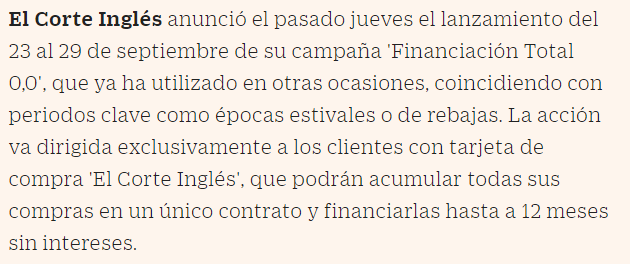 El Corte Inglés anunció el pasado jueves el lanzamiento del
23 al 29 de septiembre de su campaña 'Financiación Total
0,0', que ya ha utilizado en otras ocasiones, coincidiendo con
periodos clave como épocas estivales o de rebajas. La acción
va dirigida exclusivamente a los clientes con tarjeta de
compra 'El Corte Inglés', que podrán acumular todas sus
compras en un único contrato y financiarlas hasta a 12 meses
sin intereses.